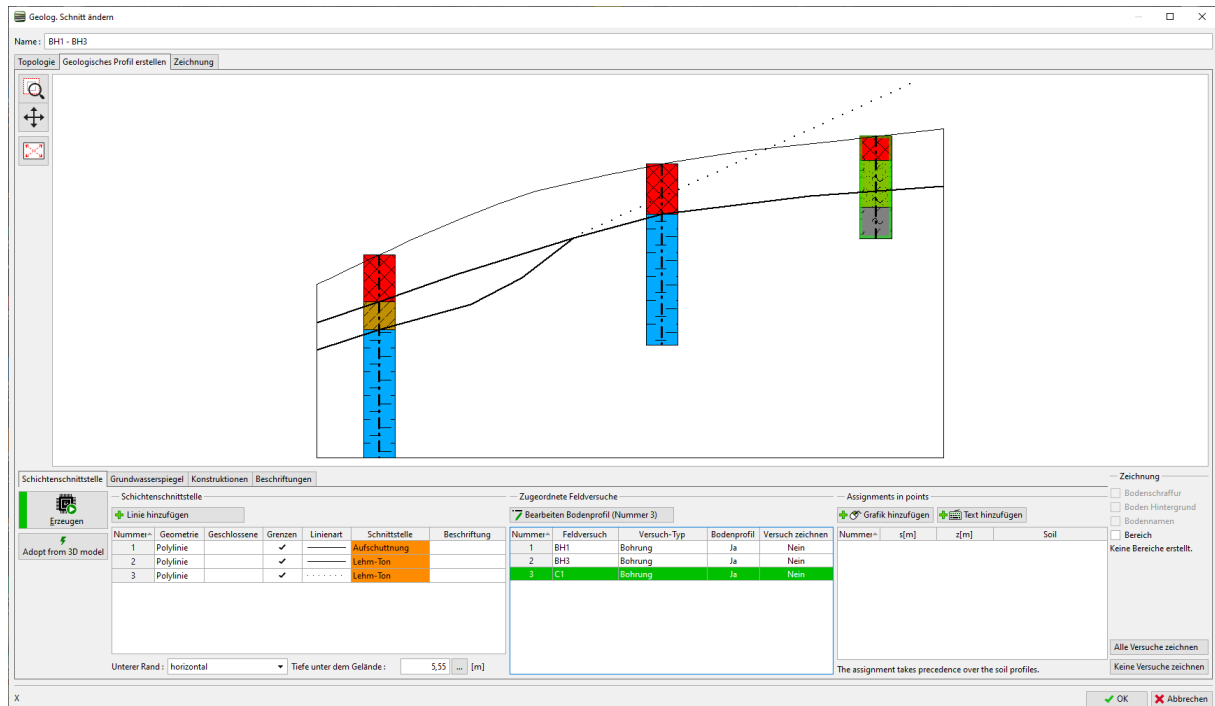 Geolog. Schnitt ändern
Name : BH1 - BH3
Topologie Geologisches Profil erstellen Zeichnung
Schichtenschnittstelle Grundwasserspiegel Konstruktionen Beschriftungen
Erzeugen
Adopt from 3D model
Schichtenschnittstelle
Linie hinzufügen
Nummer Geometrie Geschlossene Grenzen Linienart Schnittstelle Beschriftung
1 Polylinie Aufschuttnung
2 Polylinie Lehm-Ton
3 Polylinie Lehm-Ton
Unterer Rand : horizontal Tiefe unter dem Gelände : 5,55 ... [m]
Zugeordnete Feldversuche
Bearbeiten Bodenprofil (Nummer 3)
Nummer Feldversuch Versuch-Typ Bodenprofil Versuch zeichnen
1 BH1 Bohrung Ja Nein
2 BH3 Bohrung Ja Nein
3 C1 Bohrung Ja Nein
Assignments in points
Grafik hinzufügen Text hinzufügen
Nummer s[m] z[m] Soil
The assignment takes precedence over the soil profiles.
Zeichnung
Bodenschraffur
Boden Hintergrund
Bodennamen
Bereich
Keine Bereiche erstellt.
Alle Versuche zeichnen
Keine Versuche zeichnen
X
OK Abbrechen